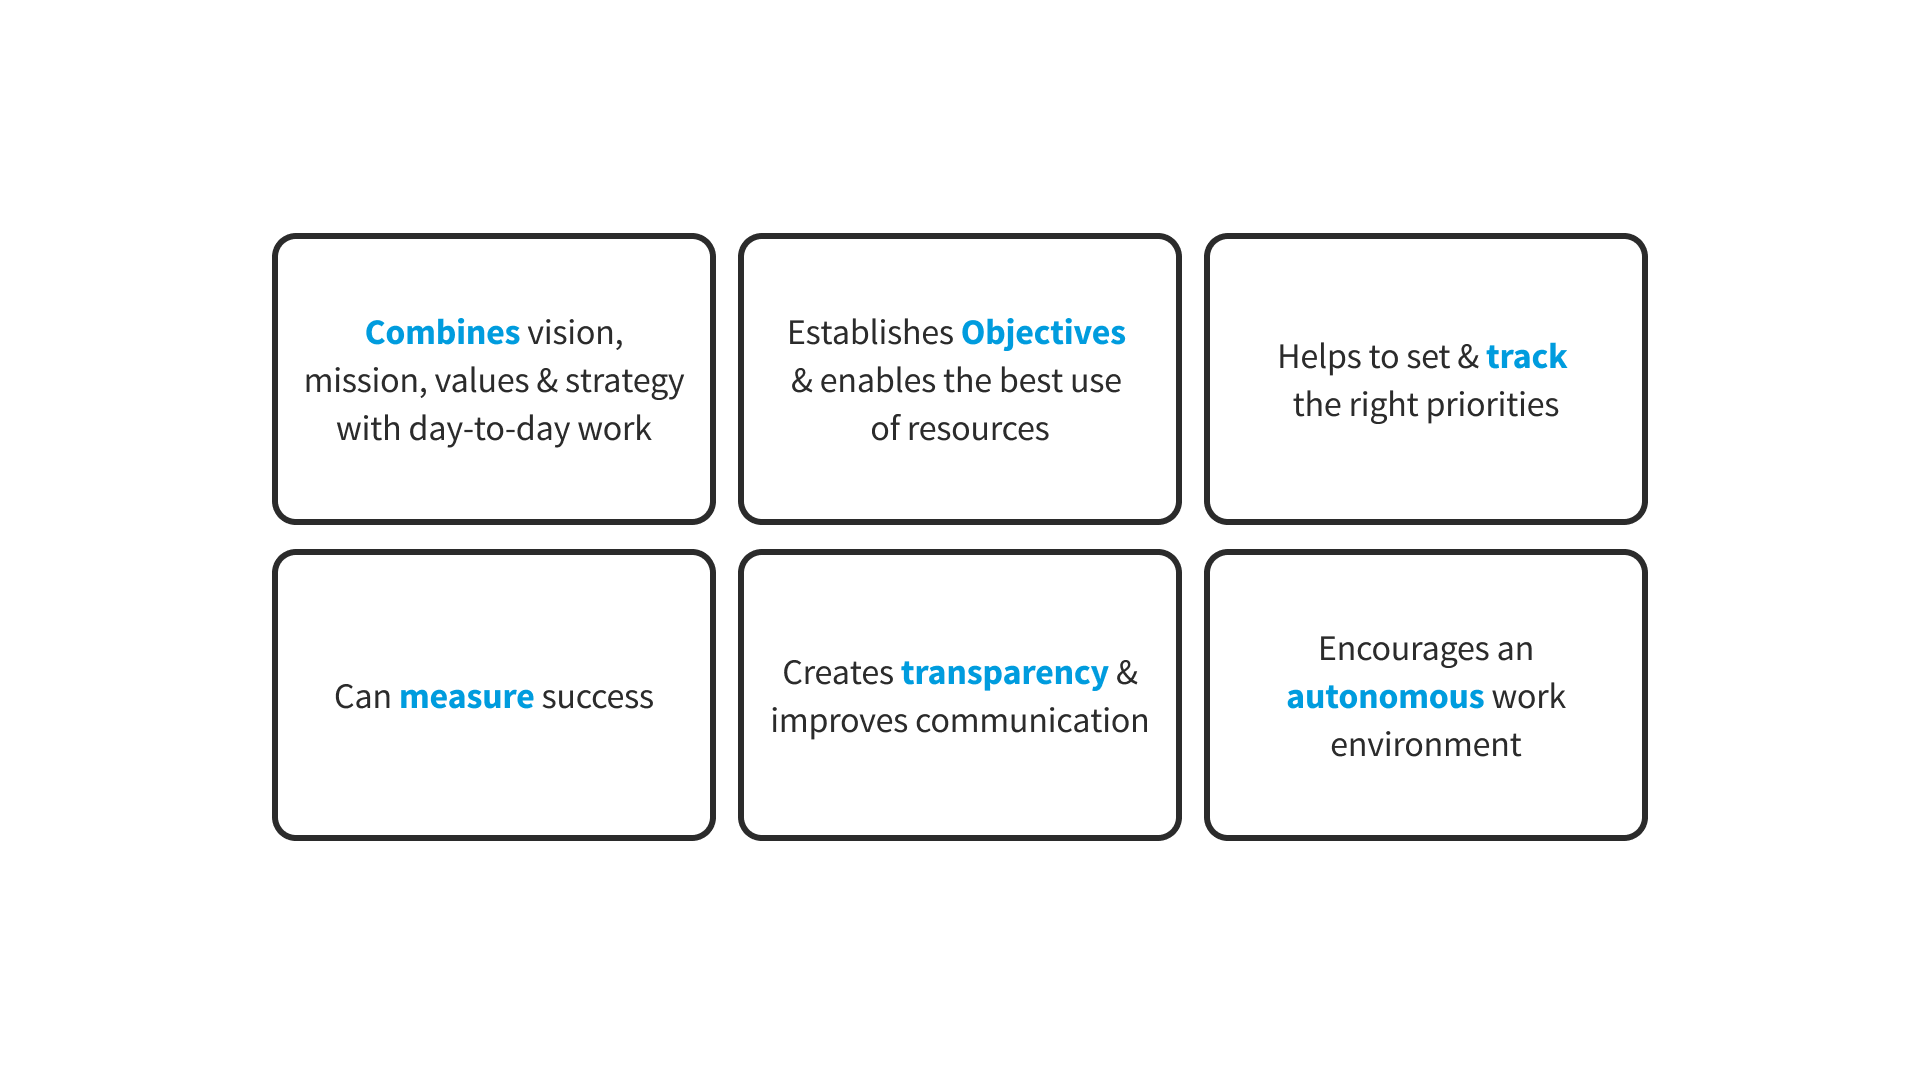 Combines vision,
mission, values & strategy
with day-to-day work
Establishes Objectives
& enables the best use
of resources
Helps to set & track
the right priorities
Can measure success
Creates transparency &
improves communication
Encourages an
autonomous work
environment